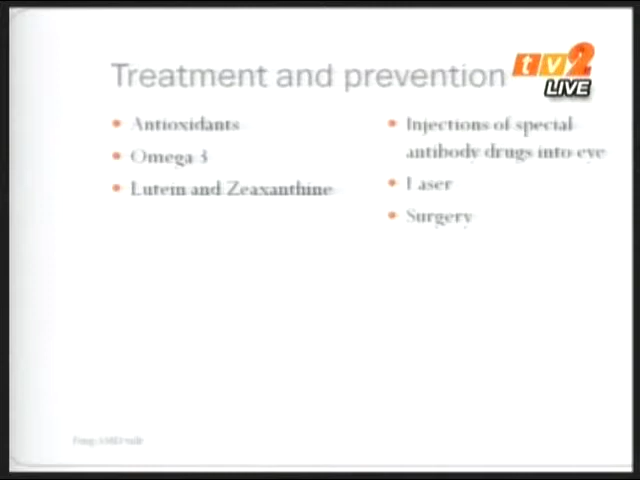 Treatment and prevention
tv2
LIVE
Antioxidants
Omega 3
Lutein and Zeaxanthine
Injections of special
antibody drugs into eye
Laser
Surgery